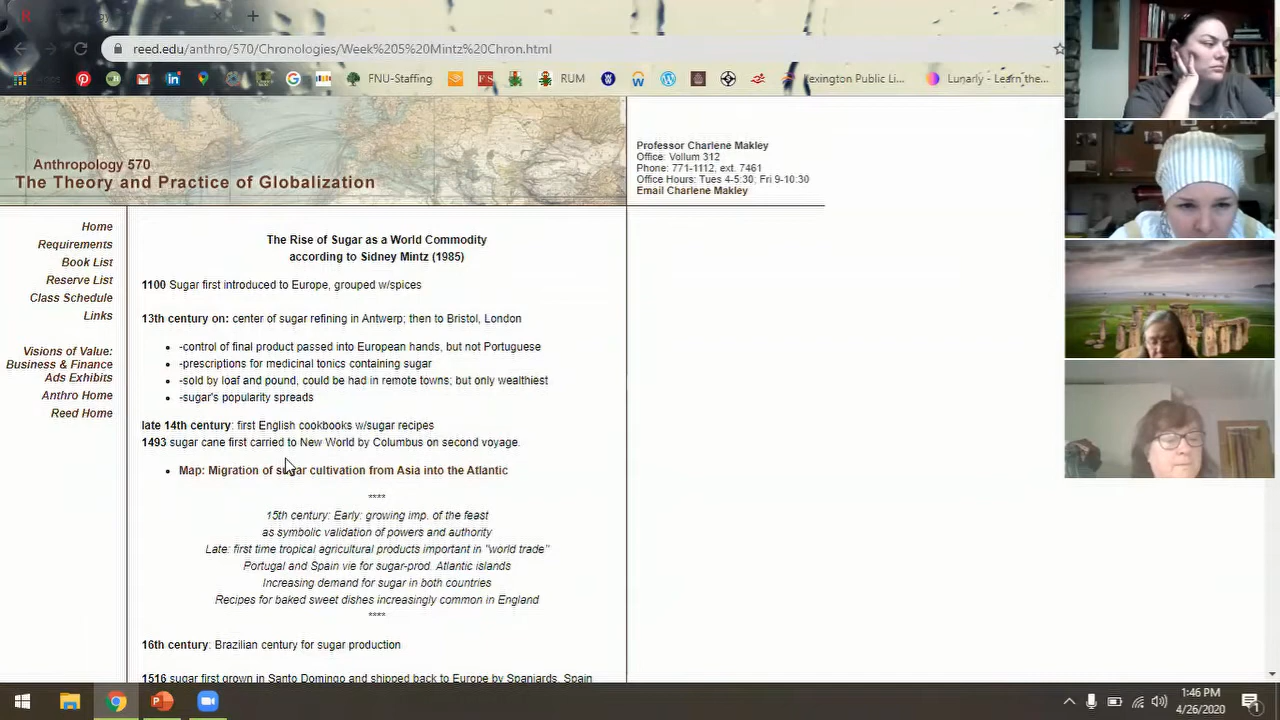 reed.edu/anthro/570/Chronologies/Week%205%20Mintz%20Chron.html
FNU-Staffing
RUM
exington Public Li...
Lunarly - Learn the...
Anthropology 570
The Theory and Practice of Globalization
Professor Charlene Makley
Office: Vollum 312
Phone: 771-1112, ext. 7461
Office Hours: Tues 4-5:30; Fri 9-10:30
Email Charlene Makley
Home
Requirements
Book List
Reserve List
Class Schedule
Links
Visions of Value:
Business & Finance
Ads Exhibits
Anthro Home
Reed Home
The Rise of Sugar as a World Commodity
according to Sidney Mintz (1985)
1100 Sugar first introduced to Europe, grouped w/spices
13th century on: center of sugar refining in Antwerp; then to Bristol, London
-control of final product passed into European hands, but not Portuguese
-prescriptions for medicinal tonics containing sugar
-sold by loaf and pound, could be had in remote towns; but only wealthiest
-sugar's popularity spreads
late 14th century: first English cookbooks w/sugar recipes
1493 sugar cane first carried to New World by Columbus on second voyage.
Map: Migration of sugar cultivation from Asia into the Atlantic
****
15th century: Early: growing imp. of the feast
as symbolic validation of powers and authority
Late: first time tropical agricultural products important in "world trade"
Portugal and Spain vie for sugar-prod. Atlantic islands
Increasing demand for sugar in both countries
Recipes for baked sweet dishes increasingly common in England
****
16th century: Brazilian century for sugar production
1516 sugar first grown in Santo Domingo and shipped back to Europe by Spaniards. Spain
1:46 PM
4/26/2020